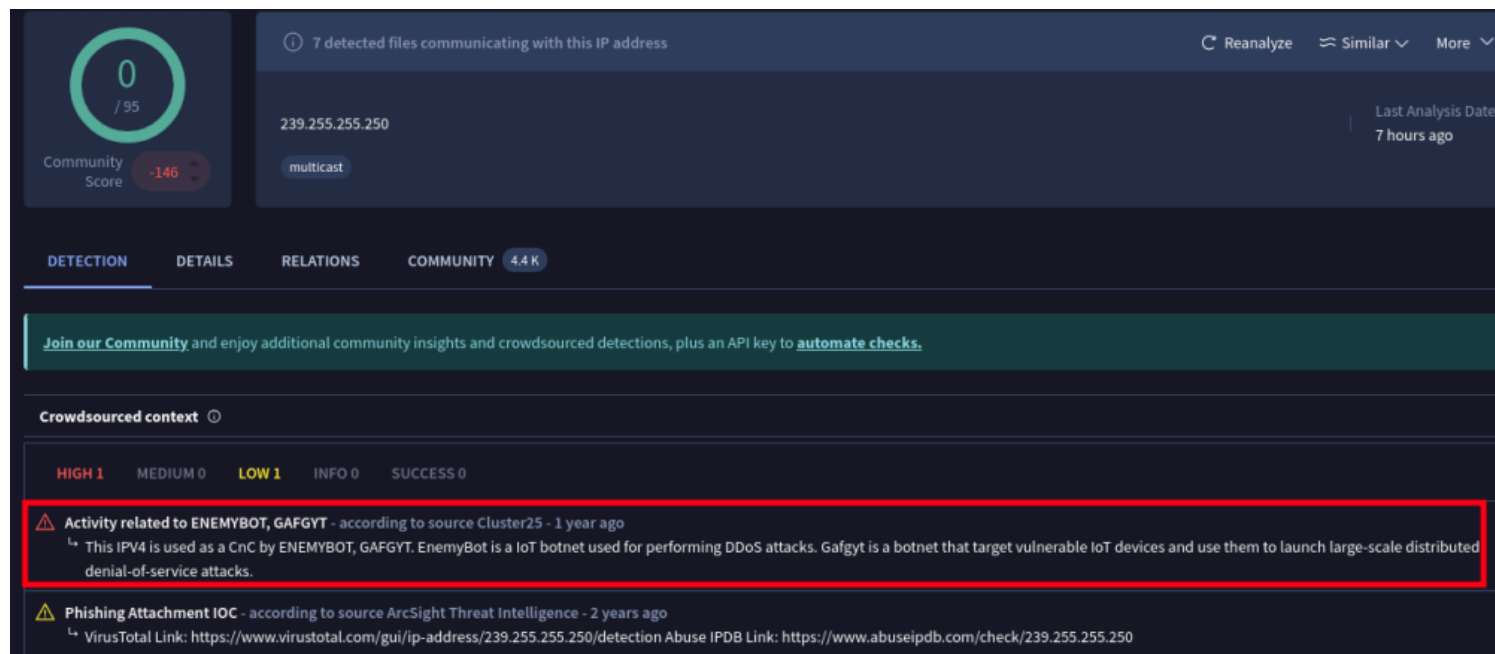 0
/ 95
Community
Score
-146
7 detected files communicating with this IP address
Reanalyze
Similar
More
239.255.255.250
multicast
Last Analysis Date
7 hours ago
DETECTION
DETAILS
RELATIONS
COMMUNITY
4.4 K
Join our Community and enjoy additional community insights and crowdsourced detections, plus an API key to automate checks.
Crowdsourced context
HIGH 1
MEDIUM 0
LOW 1
INFO 0
SUCCESS 0
Activity related to ENEMYBOT, GAFGYT - according to source Cluster25 - 1 year ago
This IPV4 is used as a CnC by ENEMYBOT, GAFGYT. EnemyBot is a IoT botnet used for performing DDoS attacks. Gafgyt is a botnet that target vulnerable IoT devices and use them to launch large-scale distributed
denial-of-service attacks.
Phishing Attachment IOC - according to source ArcSight Threat Intelligence - 2 years ago
VirusTotal Link: https://www.virustotal.com/gui/ip-address/239.255.255.250/detection Abuse IPDB Link: https://www.abuseipdb.com/check/239.255.255.250